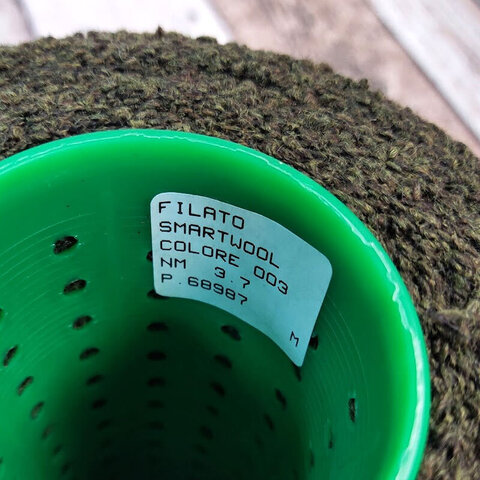 FILATO
SMARTWOOL
COLORE 003
NM 3.7
P.68987
M